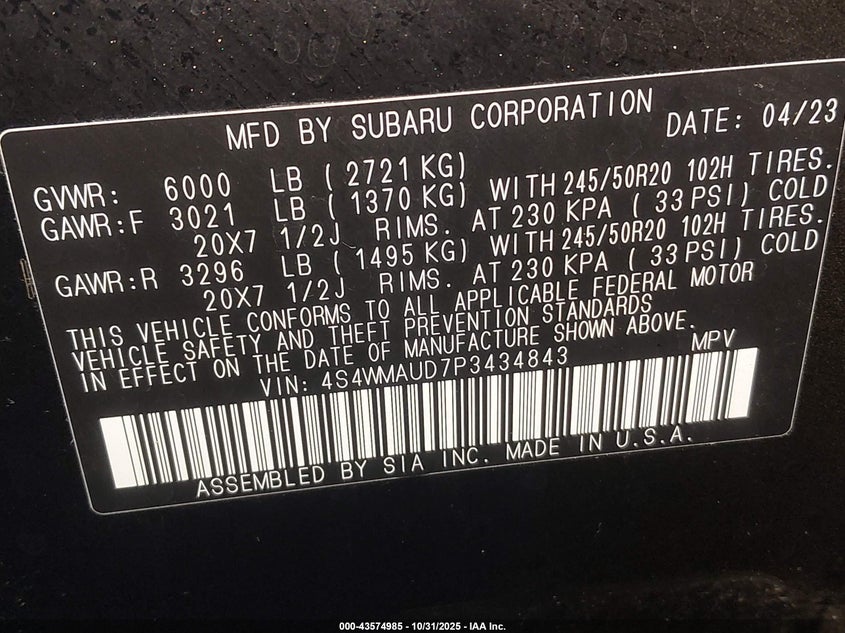 MFD BY SUBARU CORPORATION DATE: 04/23
GVWR: 6000 LB ( 2721 KG)
GAWR:F 3021 LB ( 1370 KG) WITH 245/50R20 102H TIRES.
20X7 1/2J RIMS. AT 230 KPA ( 33 PSI) COLD
GAWR:R 3296 LB ( 1495 KG) WITH 245/50R20 102H TIRES.
20X7 1/2J RIMS. AT 230 KPA ( 33 PSI) COLD
THIS VEHICLE CONFORMS TO ALL APPLICABLE FEDERAL MOTOR
VEHICLE SAFETY AND THEFT PREVENTION STANDARDS
IN EFFECT ON THE DATE OF MANUFACTURE SHOWN ABOVE.
VIN: 4S4WMAUD7P3434843 MPV
ASSEMBLED BY SIA INC. MADE IN U.S.A.
000-43574985 - 10/31/2025 - IAA Inc.